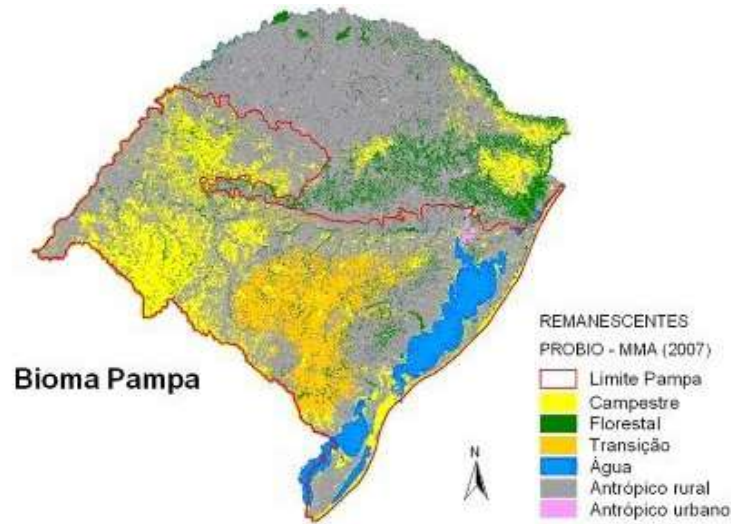 Bioma Pampa
N
REMANESCENTES
PROBIO - MMA (2007)
Limite Pampa
Campestre
Florestal
Transição
Água
Antrópico rural
Antrópico urbano